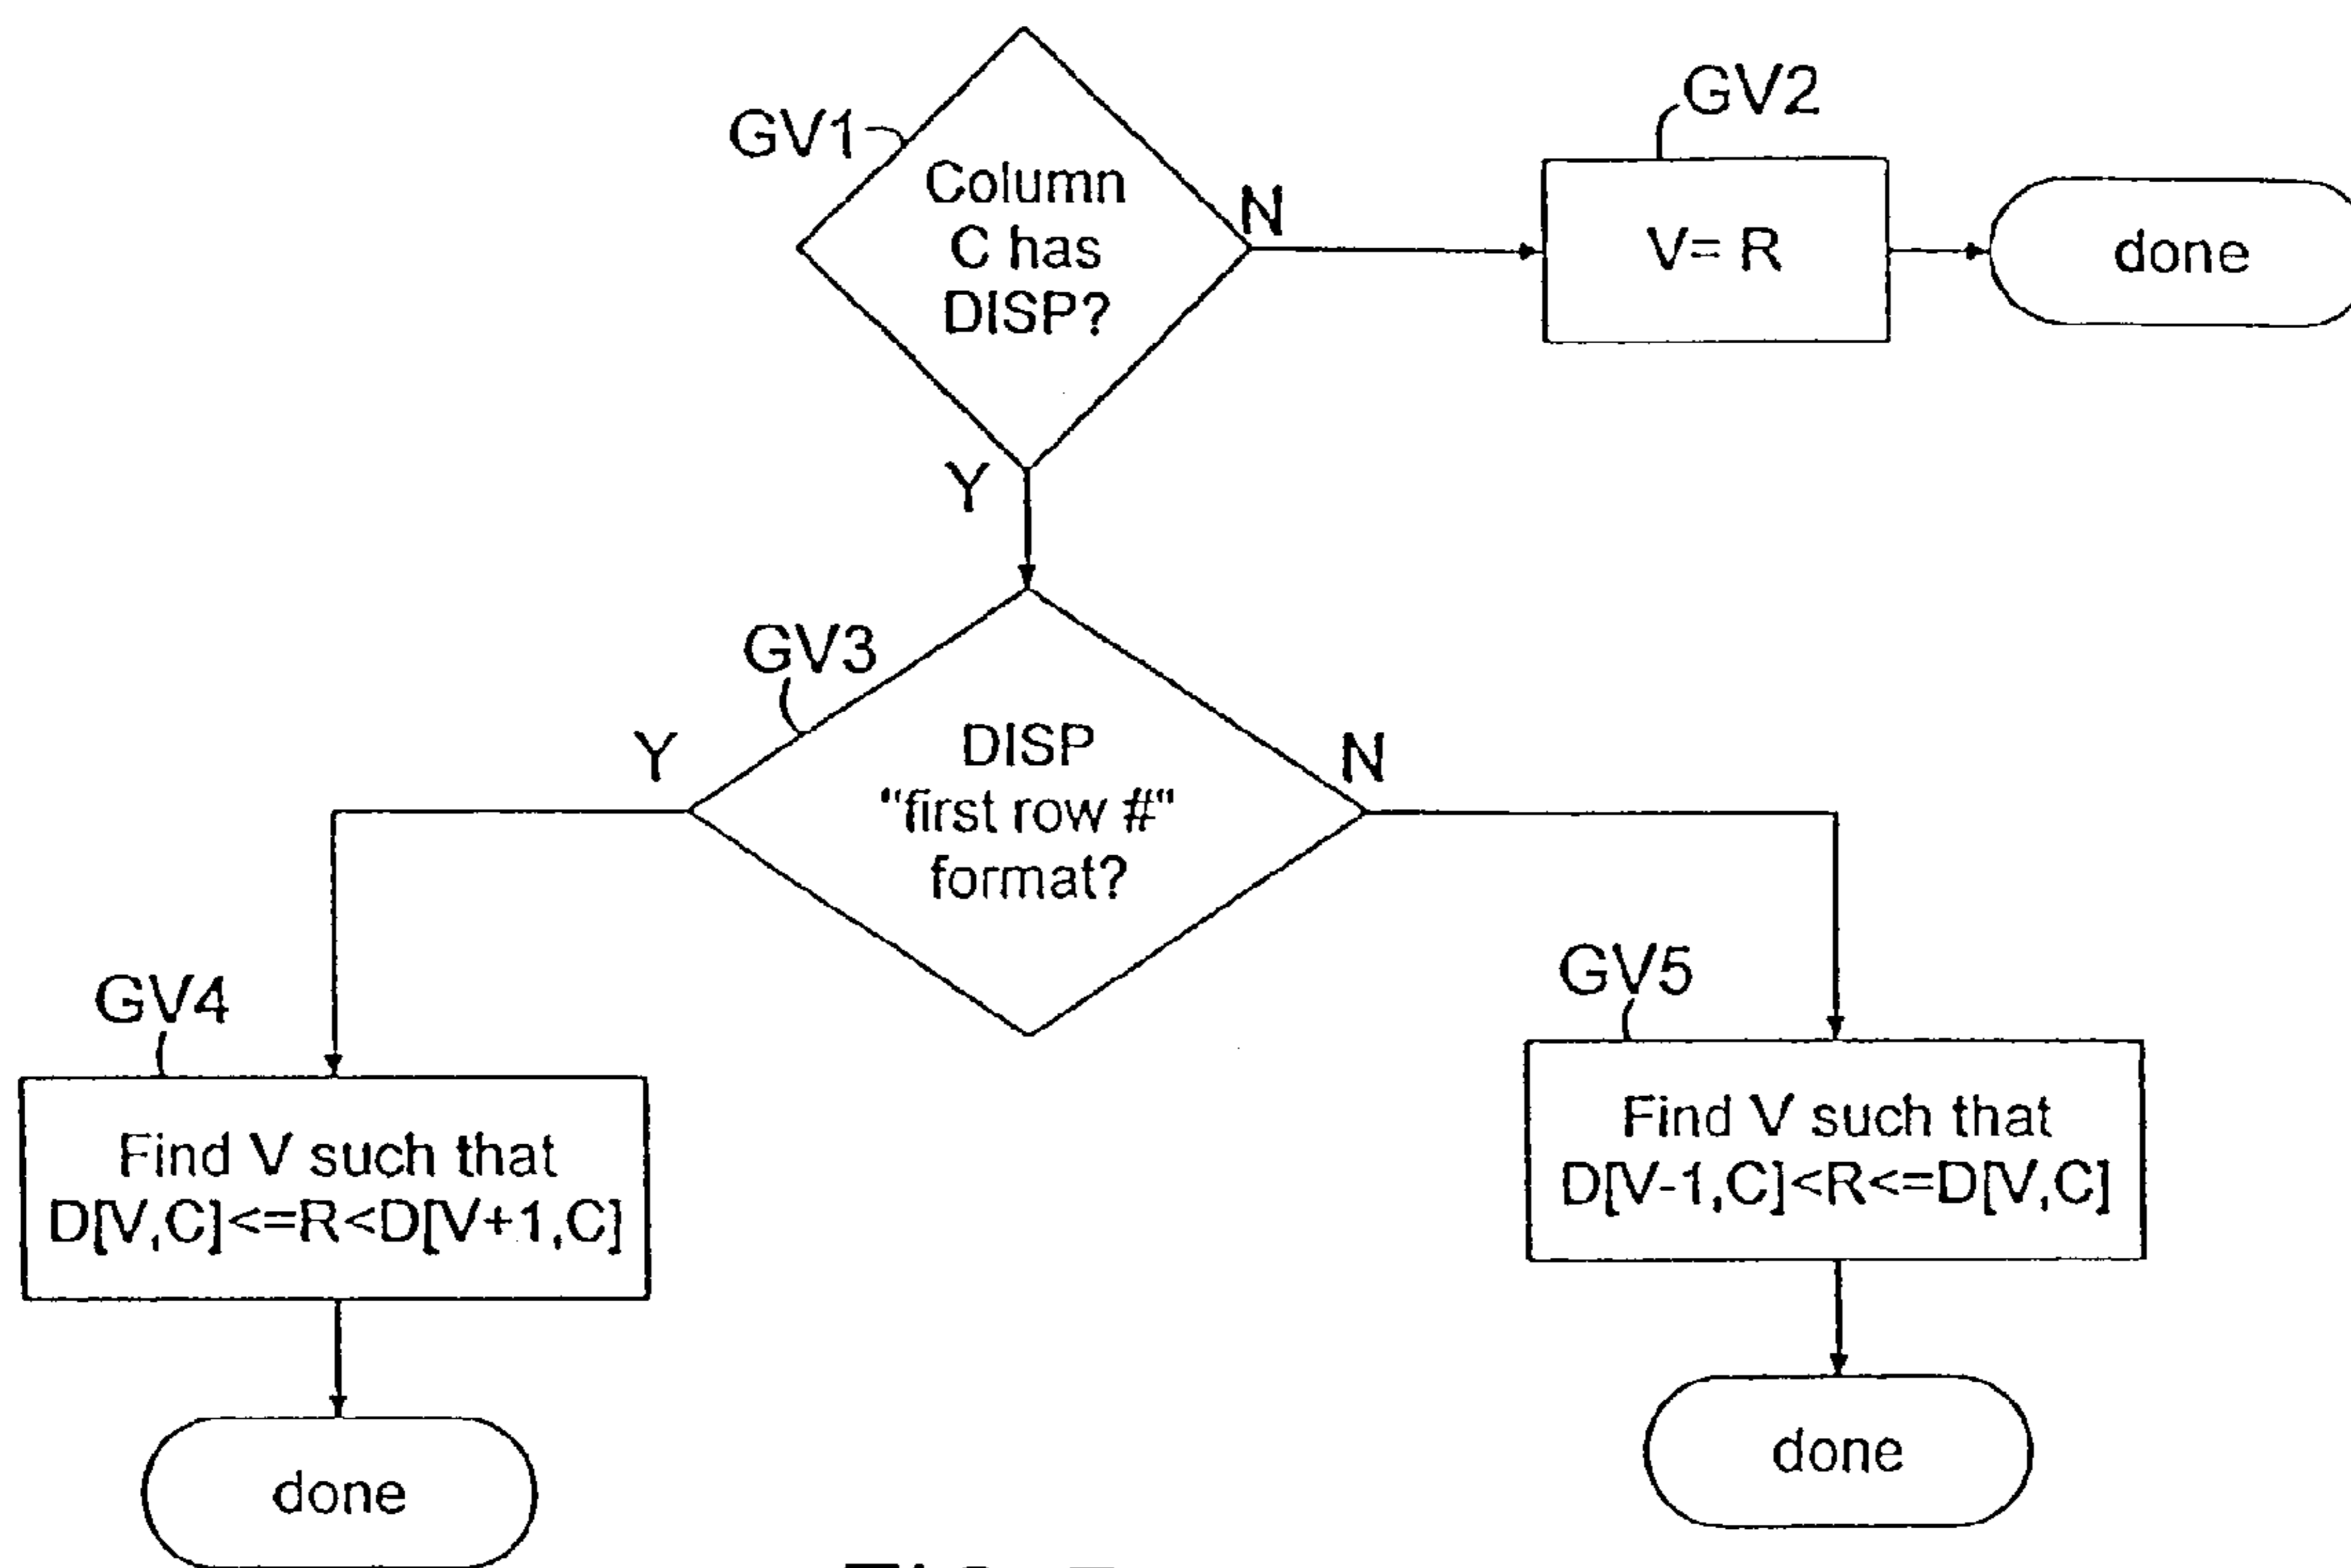 GV1
Column
C has
DISP?
N
GV2
V= R
done
Y
GV3
DISP
"first row #"
format?
Y
N
GV4
Find V such that
D[V,C]<=R<D[V+1,C]
done
GV5
Find V such that
D[V-1,C]<R<=D[V,C]
done